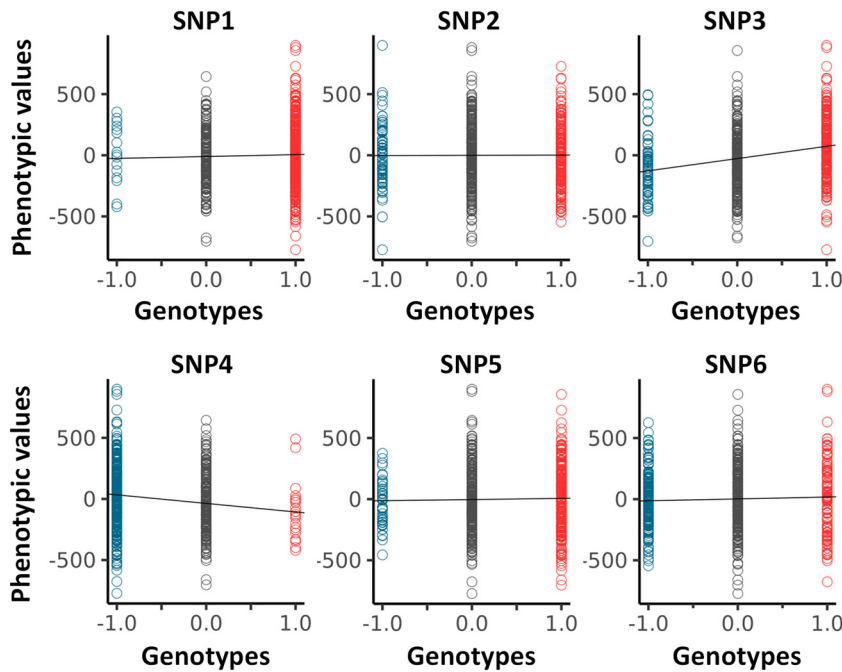 SNP1 SNP2 SNP3
Phenotypic values
500 500 500
0 0 0
-500 -500 -500
-1.0 0.0 1.0 -1.0 0.0 1.0 -1.0 0.0 1.0
Genotypes Genotypes Genotypes
SNP4 SNP5 SNP6
Phenotypic values
500 500 500
0 0 0
-500 -500 -500
-1.0 0.0 1.0 -1.0 0.0 1.0 -1.0 0.0 1.0
Genotypes Genotypes Genotypes